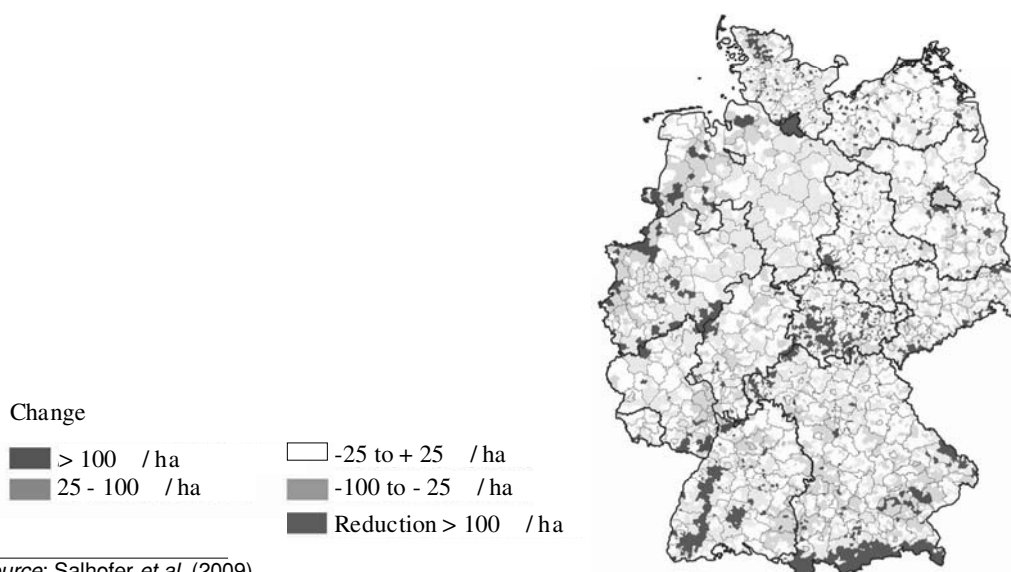 Change
> 100 / ha
25 - 100 / ha
-25 to + 25 / ha
-100 to - 25 / ha
Reduction > 100 / ha
Salhofer et al. (2009)